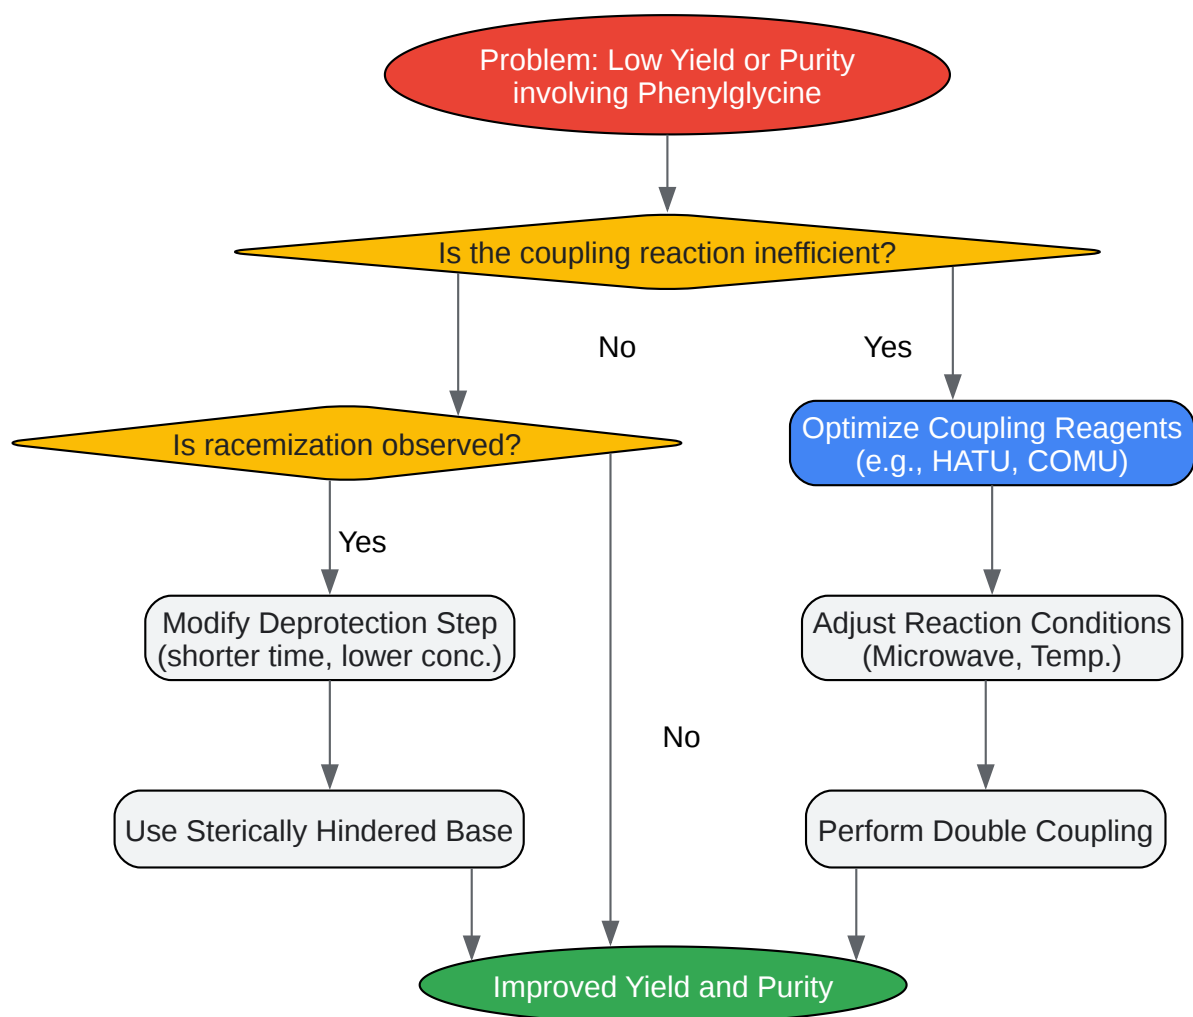 Problem: Low Yield or Purity
involving Phenylglycine
Is the coupling reaction inefficient?
No
Yes
Is racemization observed?
Optimize Coupling Reagents
(e.g., HATU, COMU)
Yes
Modify Deprotection Step
(shorter time, lower conc.)
Adjust Reaction Conditions
(Microwave, Temp.)
No
Use Sterically Hindered Base
Perform Double Coupling
Improved Yield and Purity